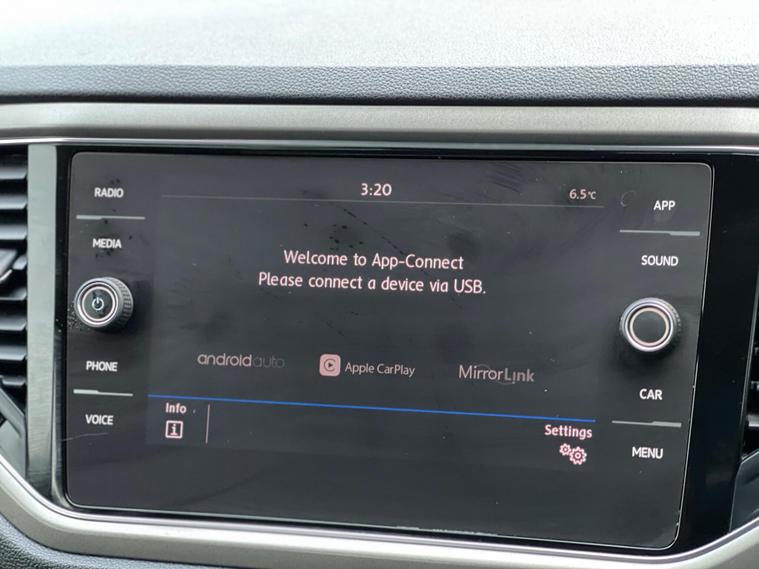 3:20
6.5°C
RADIO
MEDIA
PHONE
VOICE
Welcome to App-Connect
Please connect a device via USB.
androidauto
Apple CarPlay
MirrorLink
Info
i
Settings
APP
SOUND
CAR
MENU